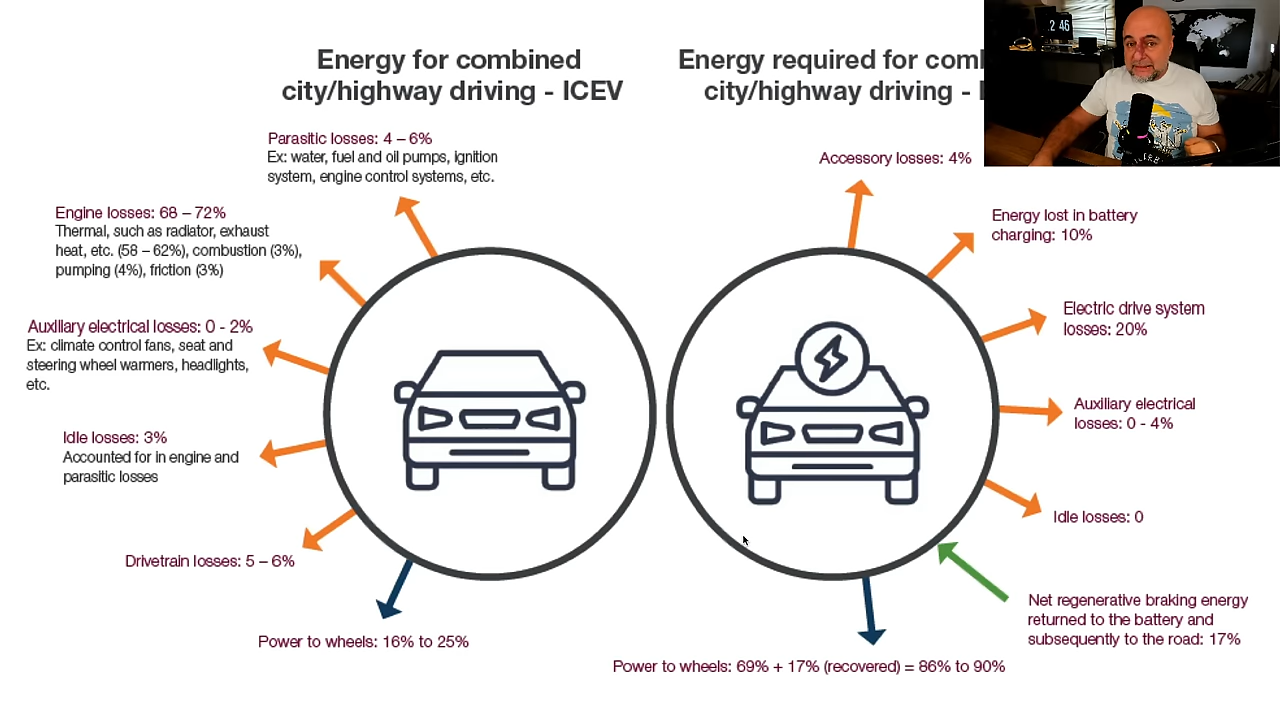 Energy for combined
city/highway driving - ICEV
Parasitic losses: 4 – 6%
Ex: water, fuel and oil pumps, ignition
system, engine control systems, etc.
Engine losses: 68 – 72%
Thermal, such as radiator, exhaust
heat, etc. (58 – 62%), combustion (3%),
pumping (4%), friction (3%)
Auxiliary electrical losses: 0 - 2%
Ex: climate control fans, seat and
steering wheel warmers, headlights,
etc.
Idle losses: 3%
Accounted for in engine and
parasitic losses
Drivetrain losses: 5 – 6%
Power to wheels: 16% to 25%
Energy required for
city/highway driving -
Accessory losses: 4%
Energy lost in battery
charging: 10%
Electric drive system
losses: 20%
Auxiliary electrical
losses: 0 - 4%
Idle losses: 0
Net regenerative braking energy
returned to the battery and
subsequently to the road: 17%
Power to wheels: 69% + 17% (recovered) = 86% to 90%
2 46